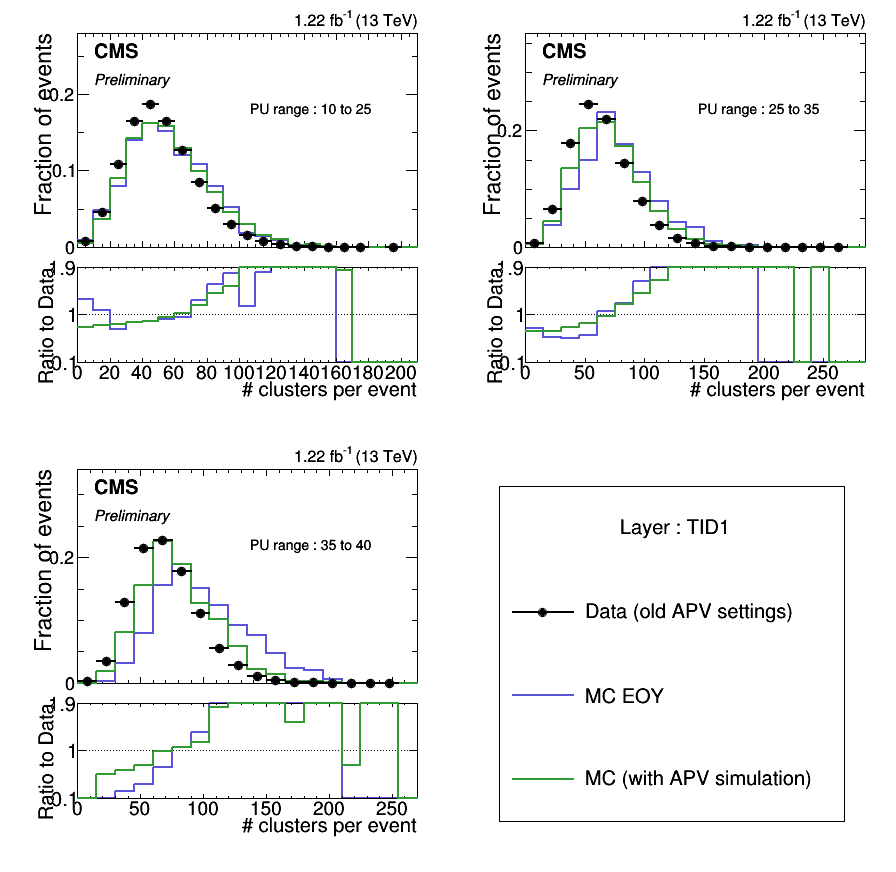 1.22 fb⁻¹ (13 TeV)
CMS
Preliminary
PU range : 10 to 25
Fraction of events
0.2
0.1
0
Ratio to Data
1.9
1
0.1
0 20 40 60 80 100 120 140 160 180 200
# clusters per event
1.22 fb⁻¹ (13 TeV)
CMS
Preliminary
PU range : 25 to 35
Fraction of events
0.2
0
Ratio to Data
1.9
1
0.1
0 50 100 150 200 250
# clusters per event
1.22 fb⁻¹ (13 TeV)
CMS
Preliminary
PU range : 35 to 40
Fraction of events
0.2
0
Ratio to Data
1.9
1
0.1
0 50 100 150 200 250
# clusters per event
Layer : TID1
Data (old APV settings)
MC EOY
MC (with APV simulation)